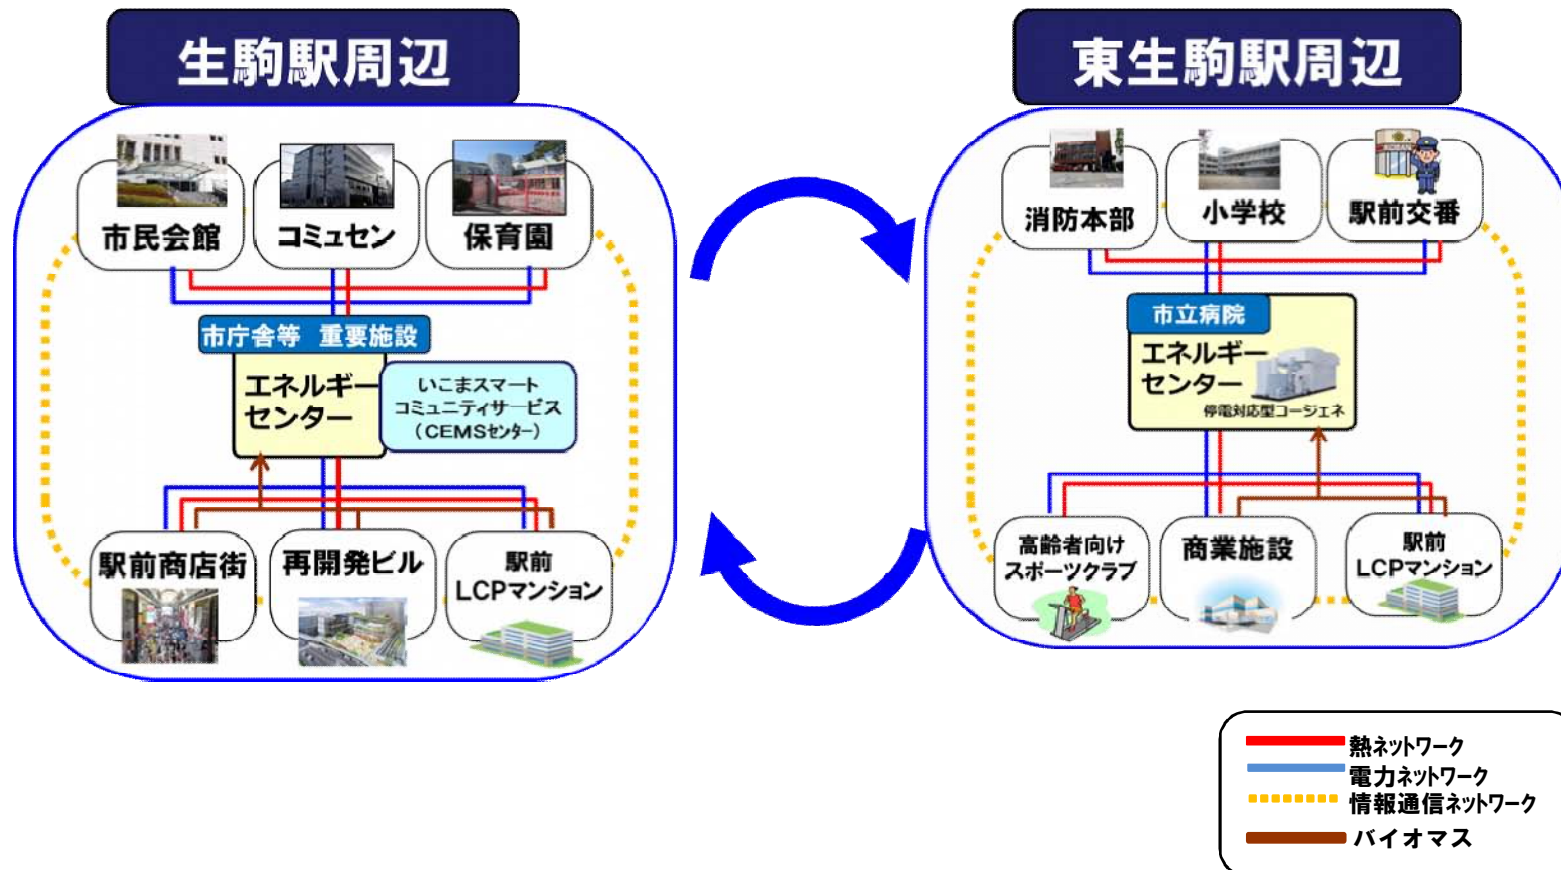 生駒駅周辺
市民会館
コミュセン
保育園
市庁舎等 重要施設
エネルギー
センター
いこまスマート
コミュニティサービス
(CEMSセンター)
駅前商店街
再開発ビル
駅前
LCPマンション
東生駒駅周辺
消防本部
小学校
駅前交番
市立病院
エネルギー
センター
停電対応型コージェネ
高齢者向け
スポーツクラブ
商業施設
駅前
LCPマンション
熱ネットワーク
電力ネットワーク
情報通信ネットワーク
バイオマス